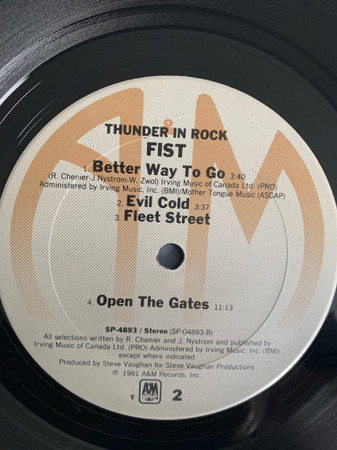 THUNDER IN ROCK
FIST
1. Better Way To Go 3:40
(R. Chenier-J.Nystrom-W. Zwol) Irving Music of Canada Ltd. (PRO)
Administered by Irving Music, Inc. (BMI)/Mother Tongue Music (ASCAP)
2. Evil Cold 3:37
3. Fleet Street
4. Open The Gates 11:13
SP-4893 / Stereo (SP-04893-B)
All selections written by R. Chenier and J. Nystrom and published by
Irving Music of Canada Ltd. (PRO) Administered by Irving Music, Inc. (BMI)
except where indicated.
Produced by Steve Vaughan for Steve Vaughan Productions
℗ 1981 A&M Records, Inc.
Y A&M 2